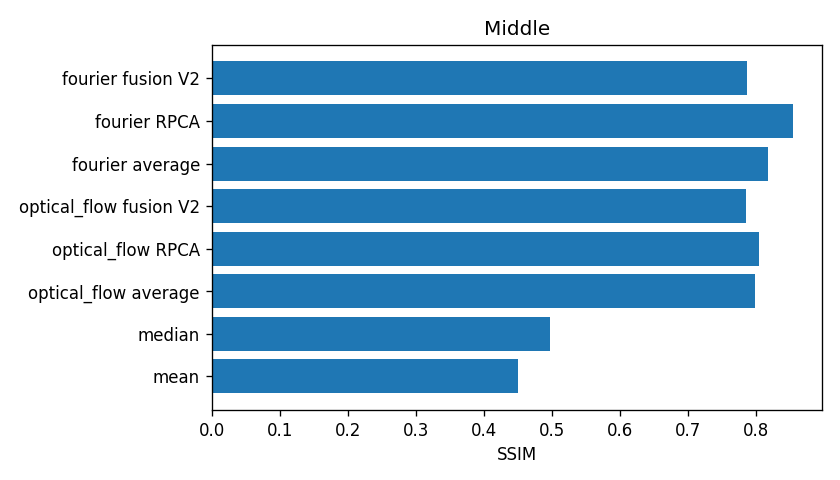 Middle
fourier fusion V2
fourier RPCA
fourier average
optical_flow fusion V2
optical_flow RPCA
optical_flow average
median
mean
0.0 0.1 0.2 0.3 0.4 0.5 0.6 0.7 0.8
SSIM